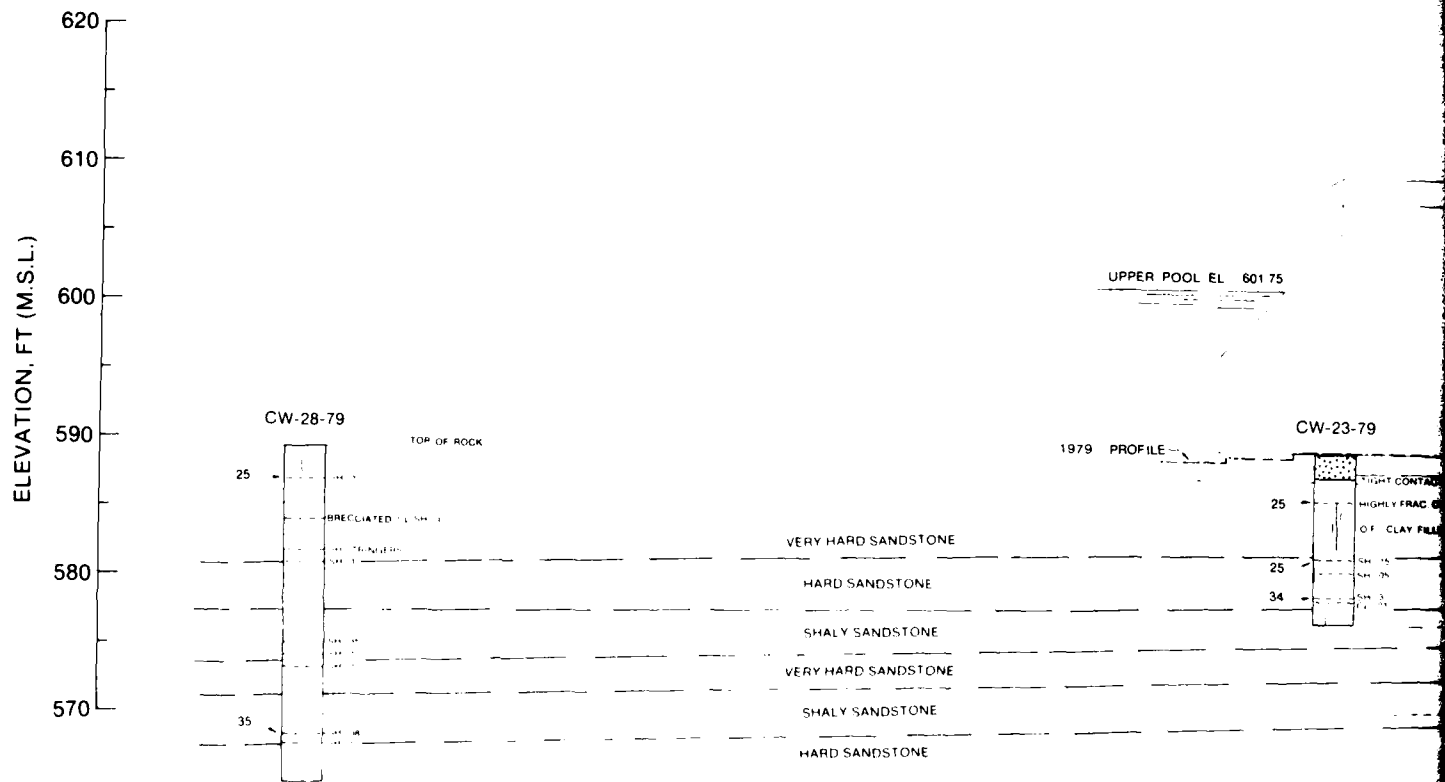 620
610
600
590
580
570
ELEVATION, FT (M.S.L.)
UPPER POOL EL 601 75
CW-28-79
TOP OF ROCK
25
BRECCIATED
35
1979 PROFILE
CW-23-79
TIGHT
25
HIGHLY FRAC
CLAY
25
34
VERY HARD SANDSTONE
HARD SANDSTONE
SHALY SANDSTONE
VERY HARD SANDSTONE
SHALY SANDSTONE
HARD SANDSTONE